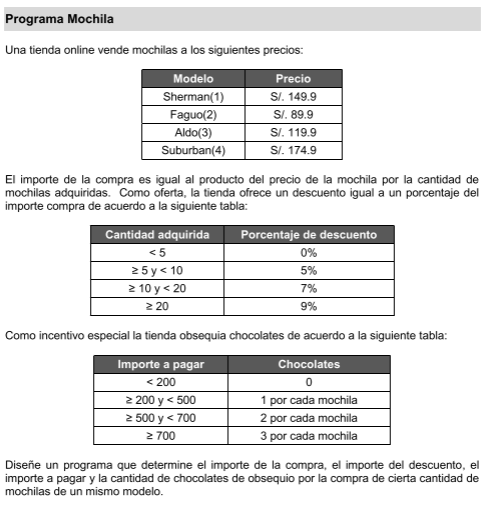 Programa Mochila
Una tienda online vende mochilas a los siguientes precios:
Modelo Precio
Sherman(1) S/. 149.9
Faguo(2) S/. 89.9
Aldo(3) S/. 119.9
Suburban(4) S/. 174.9
El importe de la compra es igual al producto del precio de la mochila por la cantidad de
mochilas adquiridas. Como oferta, la tienda ofrece un descuento igual a un porcentaje del
importe compra de acuerdo a la siguiente tabla:
Cantidad adquirida Porcentaje de descuento
< 5 0%
≥ 5 y < 10 5%
≥ 10 y < 20 7%
≥ 20 9%
Como incentivo especial la tienda obsequia chocolates de acuerdo a la siguiente tabla:
Importe a pagar Chocolates
< 200 0
≥ 200 y < 500 1 por cada mochila
≥ 500 y < 700 2 por cada mochila
≥ 700 3 por cada mochila
Diseñe un programa que determine el importe de la compra, el importe del descuento, el
importe a pagar y la cantidad de chocolates de obsequio por la compra de cierta cantidad de
mochilas de un mismo modelo.